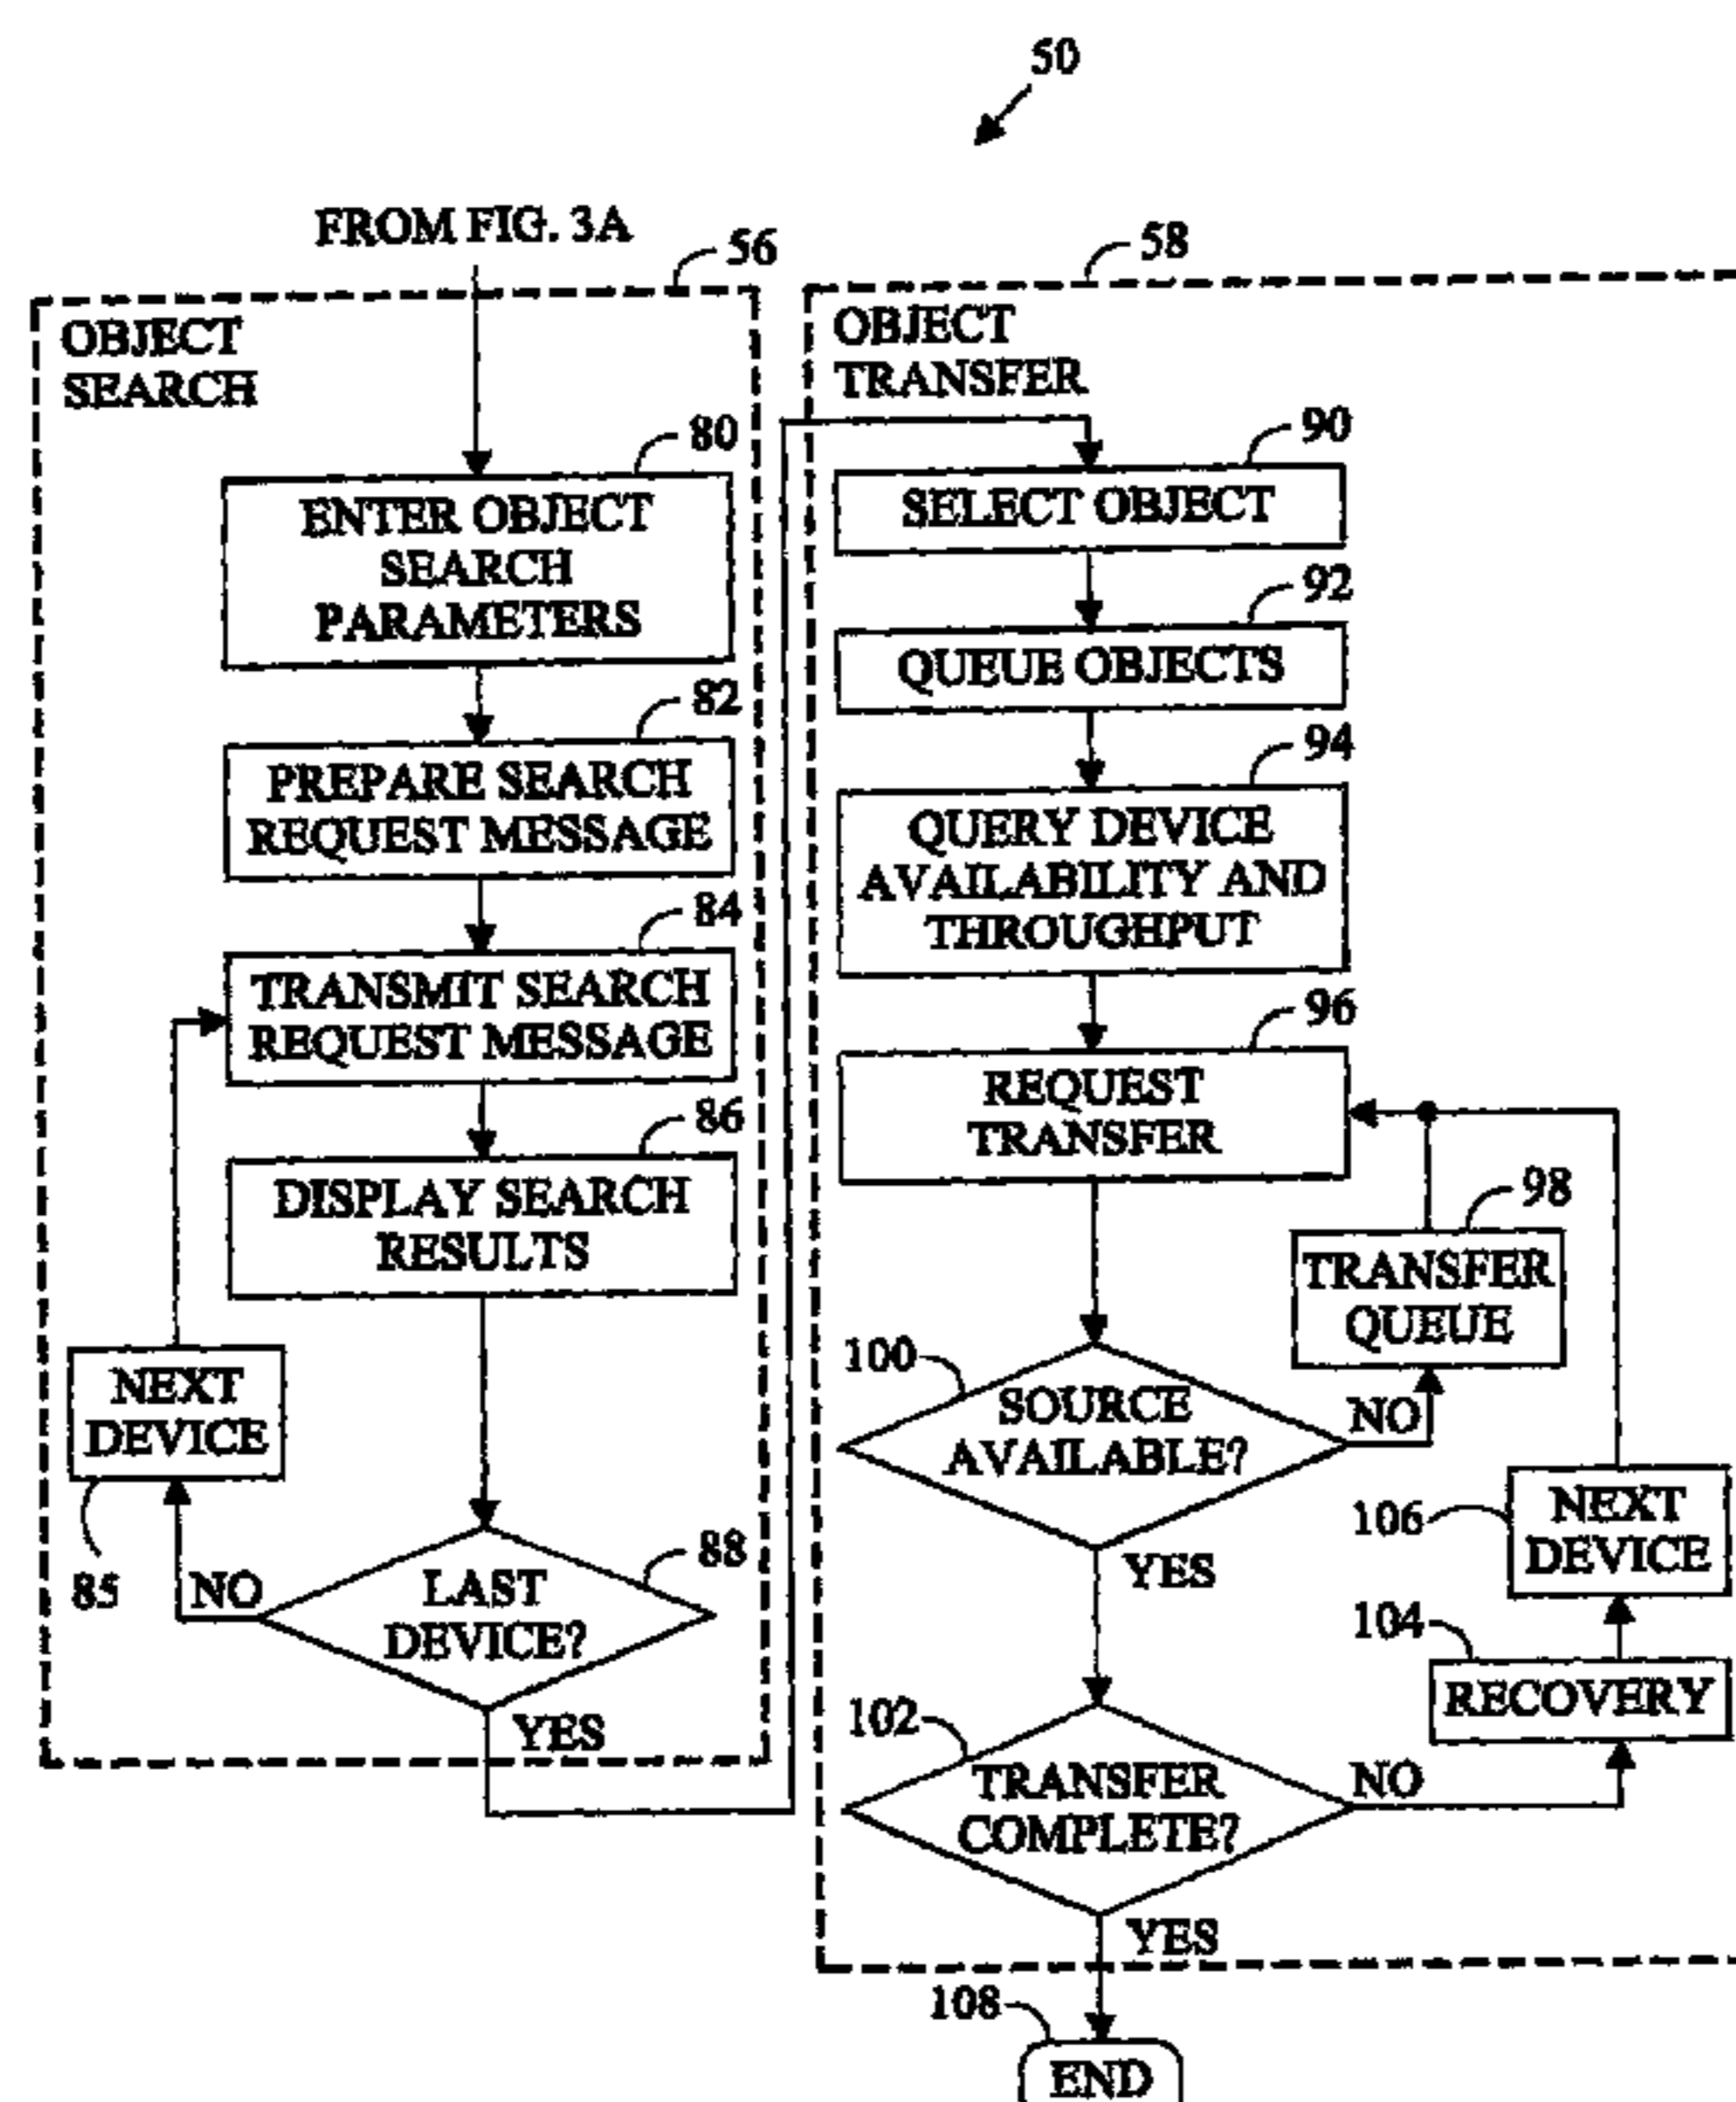 50
FROM FIG. 3A
56
OBJECT
SEARCH
80
ENTER OBJECT
SEARCH
PARAMETERS
82
PREPARE SEARCH
REQUEST MESSAGE
84
TRANSMIT SEARCH
REQUEST MESSAGE
86
DISPLAY SEARCH
RESULTS
NEXT
DEVICE
85
NO
88
LAST
DEVICE?
YES
58
OBJECT
TRANSFER
90
SELECT OBJECT
92
QUEUE OBJECTS
94
QUERY DEVICE
AVAILABILITY AND
THROUGHPUT
96
REQUEST
TRANSFER
98
TRANSFER
QUEUE
100
SOURCE
AVAILABLE?
NO
YES
106
NEXT
DEVICE
104
RECOVERY
102
TRANSFER
COMPLETE?
NO
YES
108
END